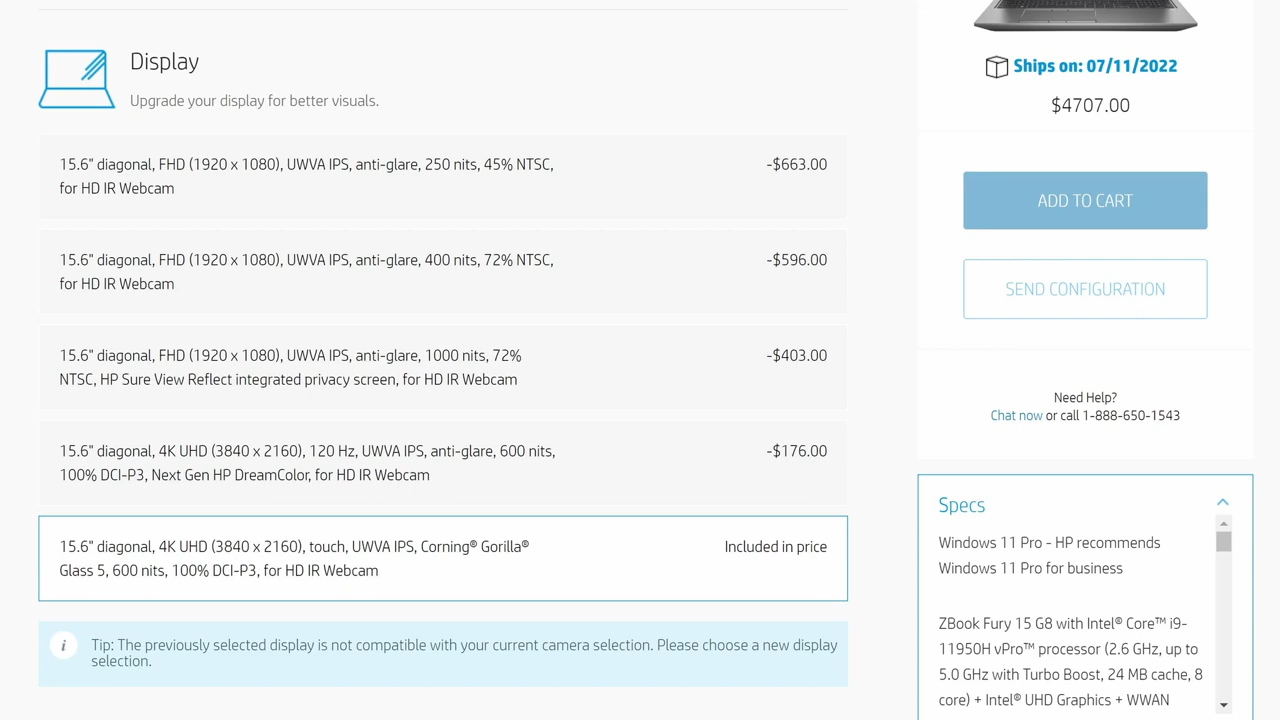 Display
Upgrade your display for better visuals.
15.6" diagonal, FHD (1920 x 1080), UWVA IPS, anti-glare, 250 nits, 45% NTSC,
for HD IR Webcam
-$663.00
15.6" diagonal, FHD (1920 x 1080), UWVA IPS, anti-glare, 400 nits, 72% NTSC,
for HD IR Webcam
-$596.00
15.6" diagonal, FHD (1920 x 1080), UWVA IPS, anti-glare, 1000 nits, 72%
NTSC, HP Sure View Reflect integrated privacy screen, for HD IR Webcam
-$403.00
15.6" diagonal, 4K UHD (3840 x 2160), 120 Hz, UWVA IPS, anti-glare, 600 nits,
100% DCI-P3, Next Gen HP DreamColor, for HD IR Webcam
-$176.00
15.6" diagonal, 4K UHD (3840 x 2160), touch, UWVA IPS, Corning® Gorilla®
Glass 5, 600 nits, 100% DCI-P3, for HD IR Webcam
Included in price
i
Tip: The previously selected display is not compatible with your current camera selection. Please choose a new display
selection.
Ships on: 07/11/2022
$4707.00
ADD TO CART
SEND CONFIGURATION
Need Help?
Chat now or call 1-888-650-1543
Specs
Windows 11 Pro - HP recommends
Windows 11 Pro for business
ZBook Fury 15 G8 with Intel® Core™ i9-
11950H vPro™ processor (2.6 GHz, up to
5.0 GHz with Turbo Boost, 24 MB cache, 8
core) + Intel® UHD Graphics + WWAN